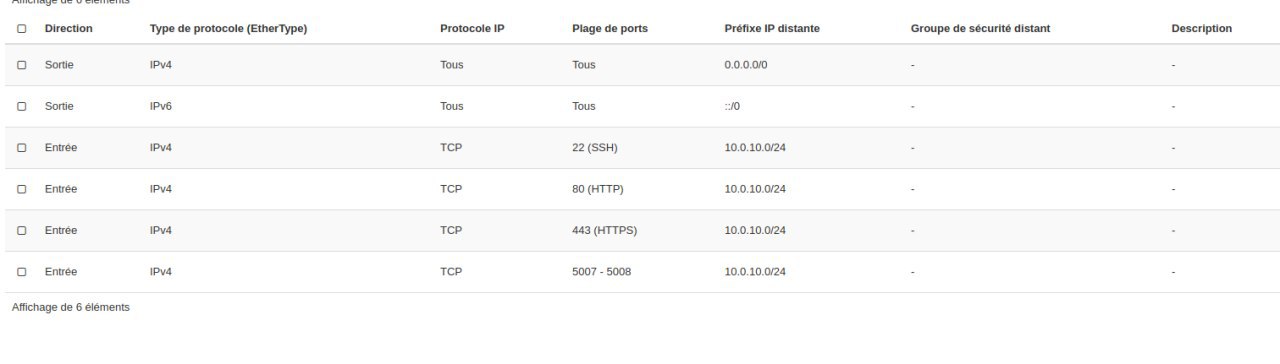 Affichage de 6 éléments
Direction Type de protocole (EtherType) Protocole IP Plage de ports Préfixe IP distante Groupe de sécurité distant Description
Sortie IPv4 Tous Tous 0.0.0.0/0 - -
Sortie IPv6 Tous Tous ::/0 - -
Entrée IPv4 TCP 22 (SSH) 10.0.10.0/24 - -
Entrée IPv4 TCP 80 (HTTP) 10.0.10.0/24 - -
Entrée IPv4 TCP 443 (HTTPS) 10.0.10.0/24 - -
Entrée IPv4 TCP 5007 - 5008 10.0.10.0/24 - -
Affichage de 6 éléments